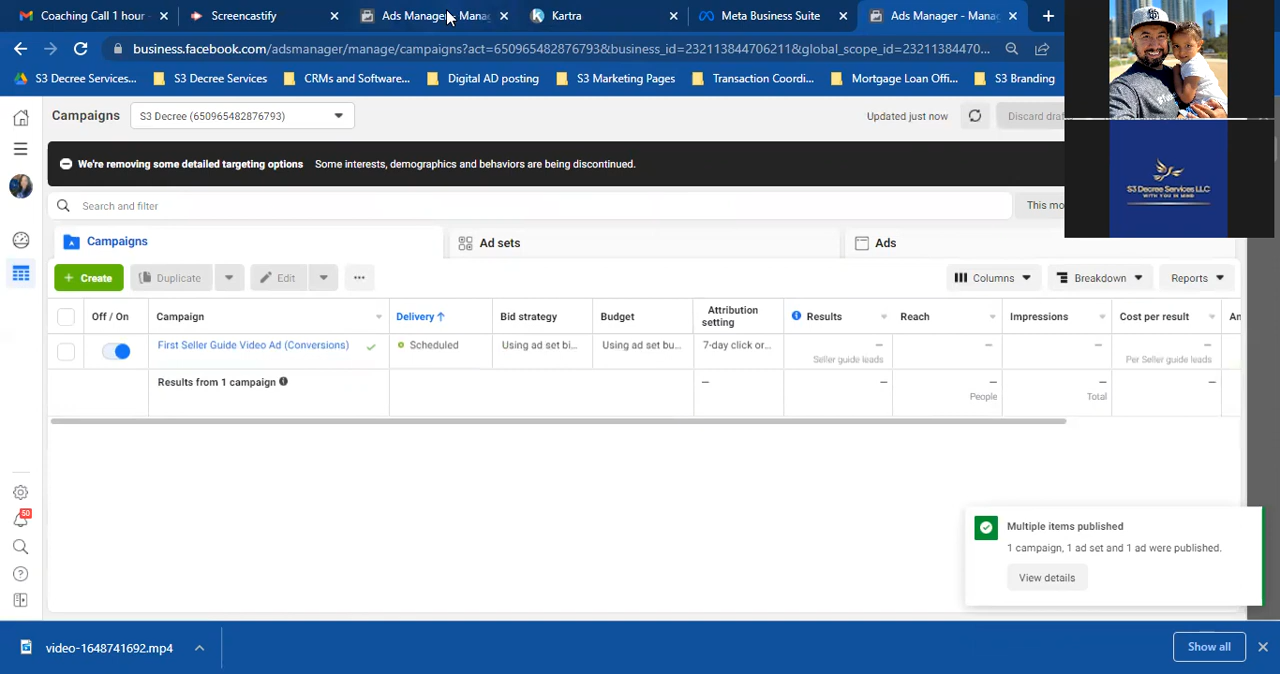 Coaching Call 1 hour
Screencastify
Ads Manager - Manag
Kartra
Meta Business Suite
Ads Manager - Manag
business.facebook.com/adsmanager/manage/campaigns?act=650965482876793&business_id=232113844706211&global_scope_id=23211384470...
S3 Decree Services...
S3 Decree Services
CRMs and Software...
Digital AD posting
S3 Marketing Pages
Transaction Coordi...
Mortgage Loan Offi...
S3 Branding
Campaigns
S3 Decree (650965482876793)
Updated just now
Discard draf
We're removing some detailed targeting options Some interests, demographics and behaviors are being discontinued.
Search and filter
This mo
Campaigns
Ad sets
Ads
+ Create
Duplicate
Edit
...
Columns
Breakdown
Reports
Off / On
Campaign
Delivery ↑
Bid strategy
Budget
Attribution setting
Results
Reach
Impressions
Cost per result
An
First Seller Guide Video Ad (Conversions)
Scheduled
Using ad set bi...
Using ad set bu...
7-day click or...
—
Seller guide leads
—
—
—
Per Seller guide leads
Results from 1 campaign
—
—
—
People
—
Total
—
50
Multiple items published
1 campaign, 1 ad set and 1 ad were published.
View details
S3 DECREE SERVICES LLC
WITH YOU IN MIND
video-1648741692.mp4
Show all